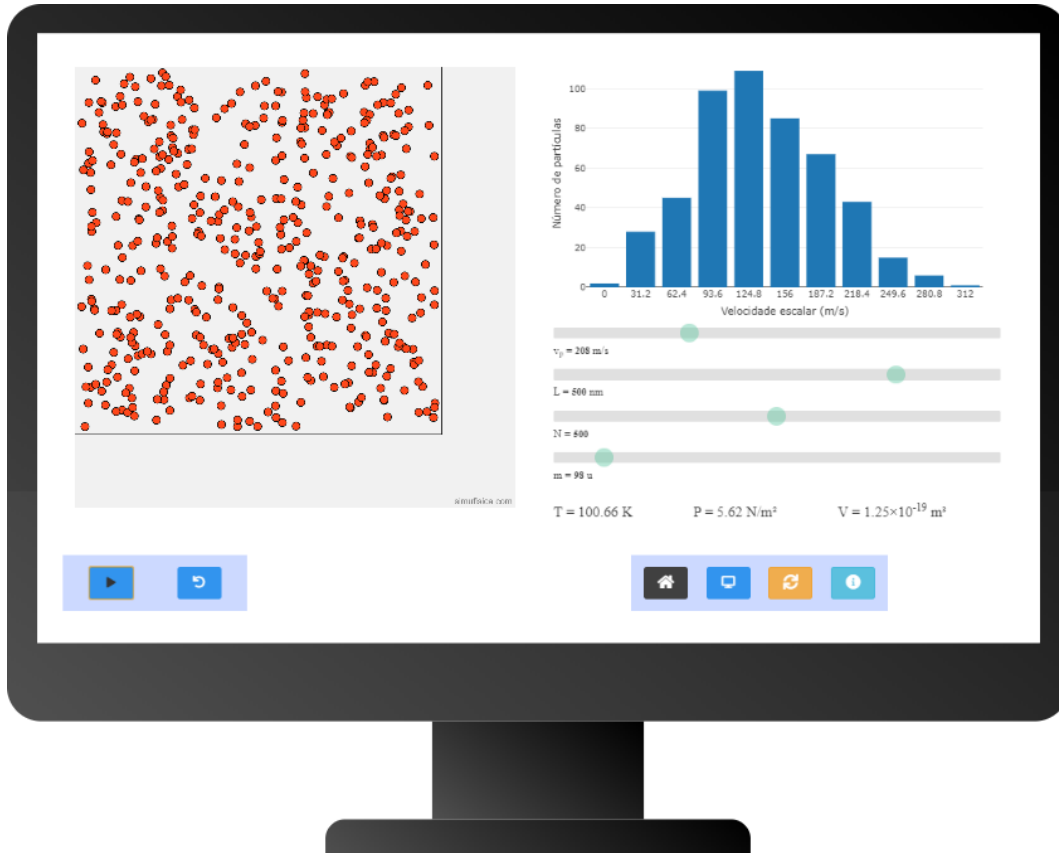 100
80
60
40
20
0
Número de partículas
0 31.2 62.4 93.6 124.8 156 187.2 218.4 249.6 280.8 312
Velocidade escalar (m/s)
vₚ = 208 m/s
L = 500 nm
N = 500
m = 98 u
simufisica.com
T = 100.66 K P = 5.62 N/m² V = 1.25×10⁻¹⁹ m³